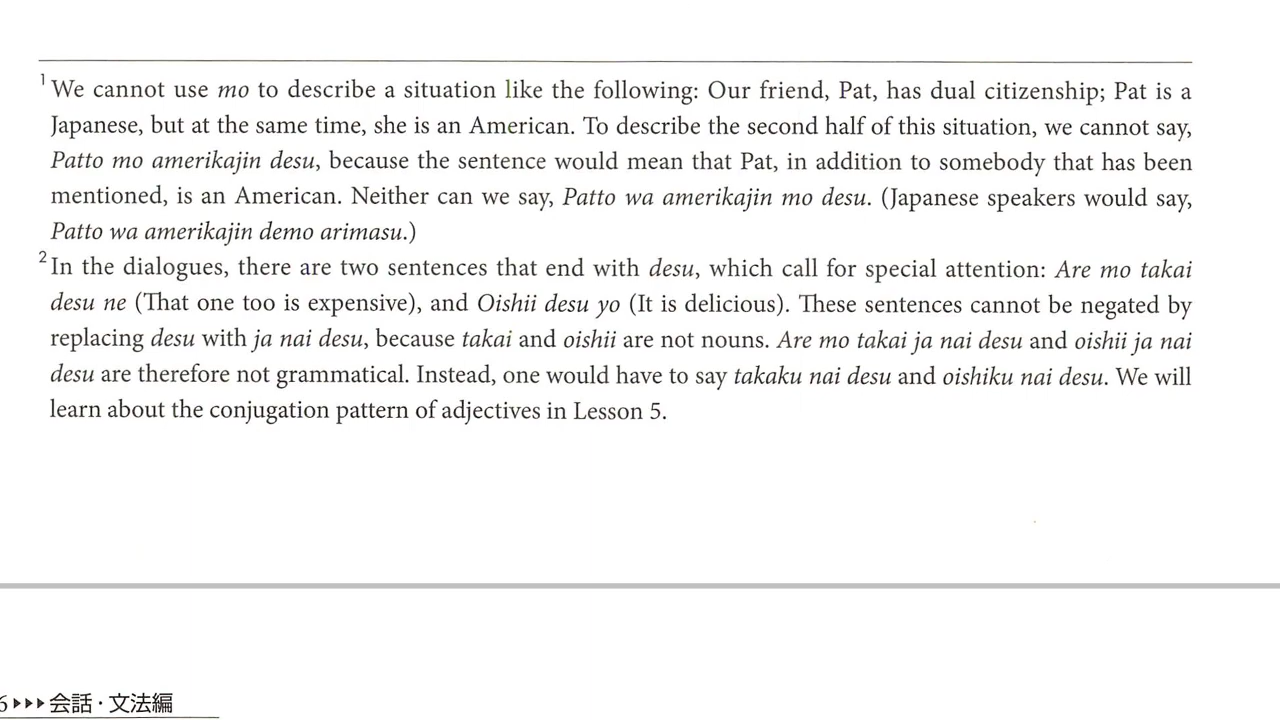 ¹We cannot use mo to describe a situation like the following: Our friend, Pat, has dual citizenship; Pat is a
Japanese, but at the same time, she is an American. To describe the second half of this situation, we cannot say,
Patto mo amerikajin desu, because the sentence would mean that Pat, in addition to somebody that has been
mentioned, is an American. Neither can we say, Patto wa amerikajin mo desu. (Japanese speakers would say,
Patto wa amerikajin demo arimasu.)
²In the dialogues, there are two sentences that end with desu, which call for special attention: Are mo takai
desu ne (That one too is expensive), and Oishii desu yo (It is delicious). These sentences cannot be negated by
replacing desu with ja nai desu, because takai and oishii are not nouns. Are mo takai ja nai desu and oishii ja nai
desu are therefore not grammatical. Instead, one would have to say takaku nai desu and oishiku nai desu. We will
learn about the conjugation pattern of adjectives in Lesson 5.
6▶▶▶会話・文法編